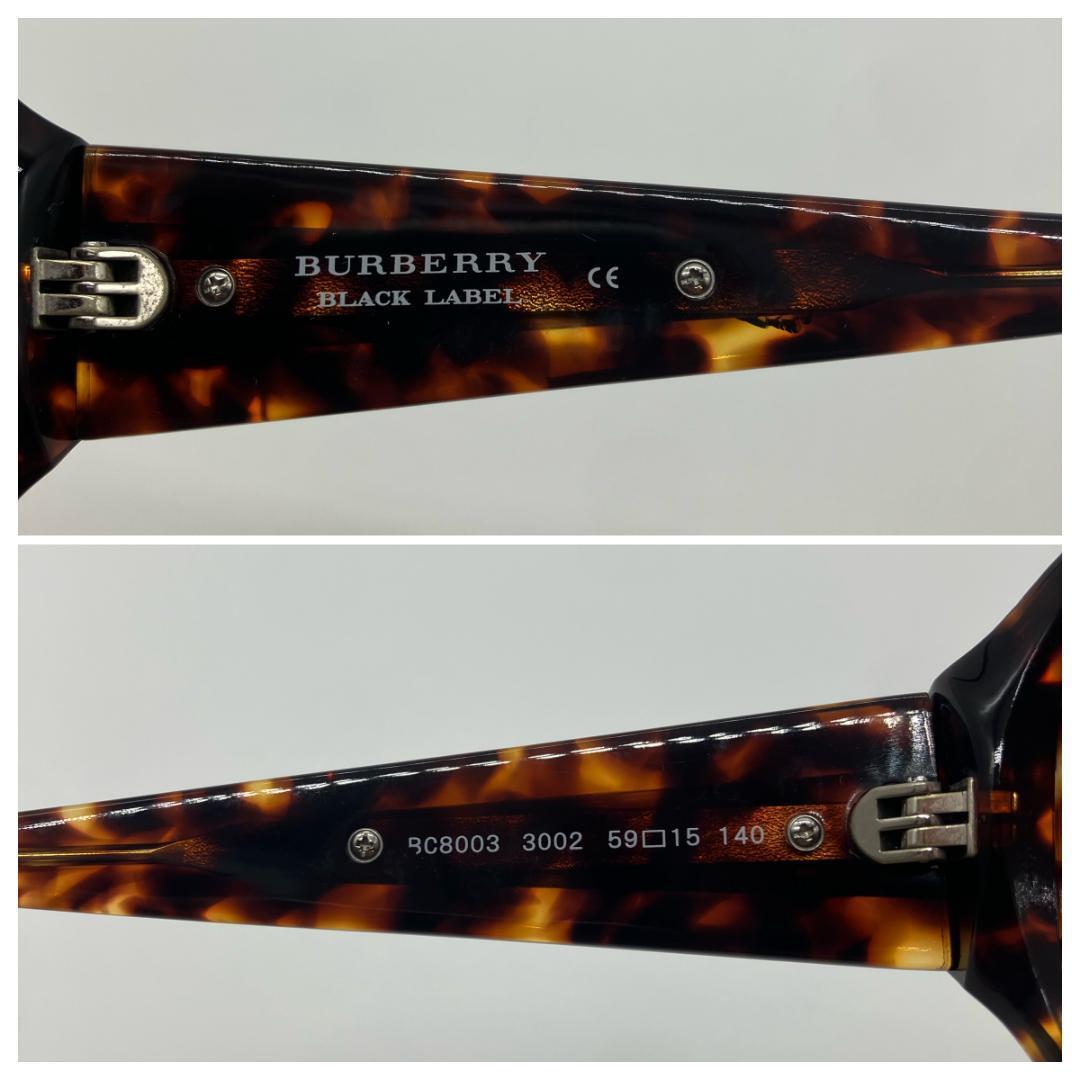 BURBERRY CE
BLACK LABEL
BC8003 3002 59□15 140